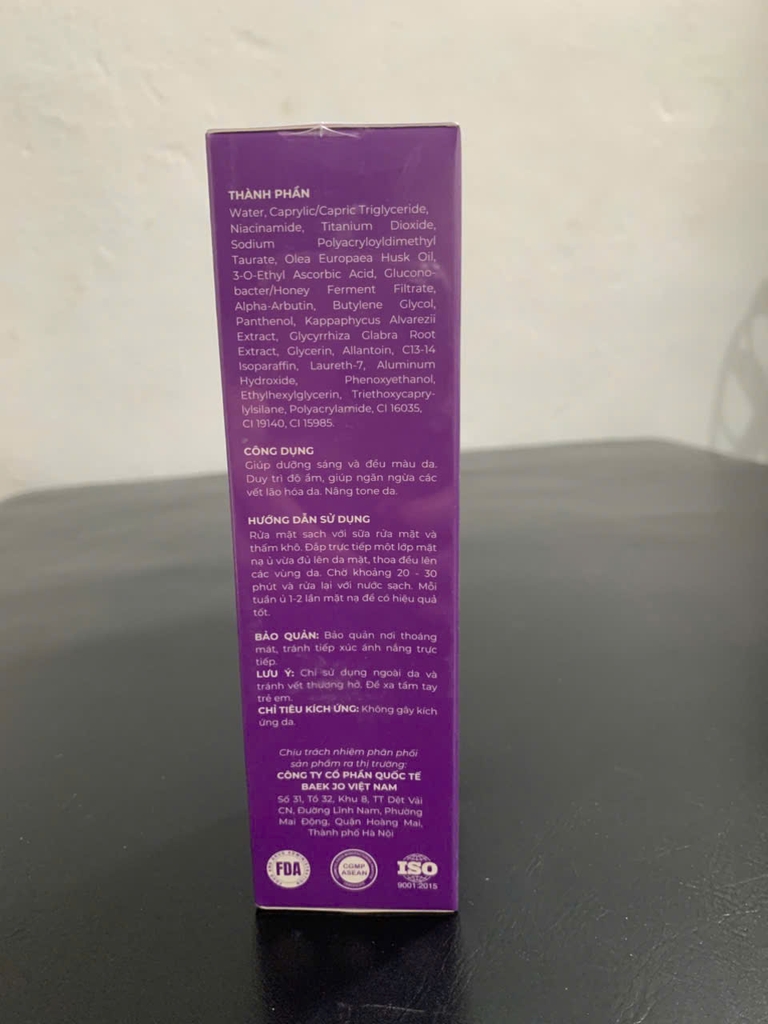 THÀNH PHẦN
Water, Caprylic/Capric Triglyceride,
Niacinamide, Titanium Dioxide,
Sodium Polyacryloyldimethyl
Taurate, Olea Europaea Husk Oil,
3-O-Ethyl Ascorbic Acid, Glucono-
bacter/Honey Ferment Filtrate,
Alpha-Arbutin, Butylene Glycol,
Panthenol, Kappaphycus Alvarezii
Extract, Glycyrrhiza Glabra Root
Extract, Glycerin, Allantoin, C13-14
Isoparaffin, Laureth-7, Aluminum
Hydroxide, Phenoxyethanol,
Ethylhexylglycerin, Triethoxycapry-
lylsilane, Polyacrylamide, CI 16035,
CI 19140, CI 15985.
CÔNG DỤNG
Giúp dưỡng sáng và đều màu da.
Duy trì độ ẩm, giúp ngăn ngừa các
vết lão hóa da. Nâng tone da.
HƯỚNG DẪN SỬ DỤNG
Rửa mặt sạch với sữa rửa mặt và
thấm khô. Đắp trực tiếp một lớp mặt
nạ ủ vừa đủ lên da mặt, thoa đều lên
các vùng da. Chờ khoảng 20 - 30
phút và rửa lại với nước sạch. Mỗi
tuần ủ 1-2 lần mặt nạ để có hiệu quả
tốt.
BẢO QUẢN: Bảo quản nơi thoáng
mát, tránh tiếp xúc ánh nắng trực
tiếp.
LƯU Ý: Chỉ sử dụng ngoài da và
tránh vết thương hở. Để xa tầm tay
trẻ em.
CHỈ TIÊU KÍCH ỨNG: Không gây kích
ứng da.
Chịu trách nhiệm phân phối
sản phẩm ra thị trường:
CÔNG TY CỔ PHẦN QUỐC TẾ
BAEK JO VIỆT NAM
Số 31, Tổ 32, Khu 8, TT Dệt Vải
CN, Đường Lĩnh Nam, Phường
Mai Động, Quận Hoàng Mai,
Thành phố Hà Nội
FDA
CGMP
ASEAN
ISO
9001:2015